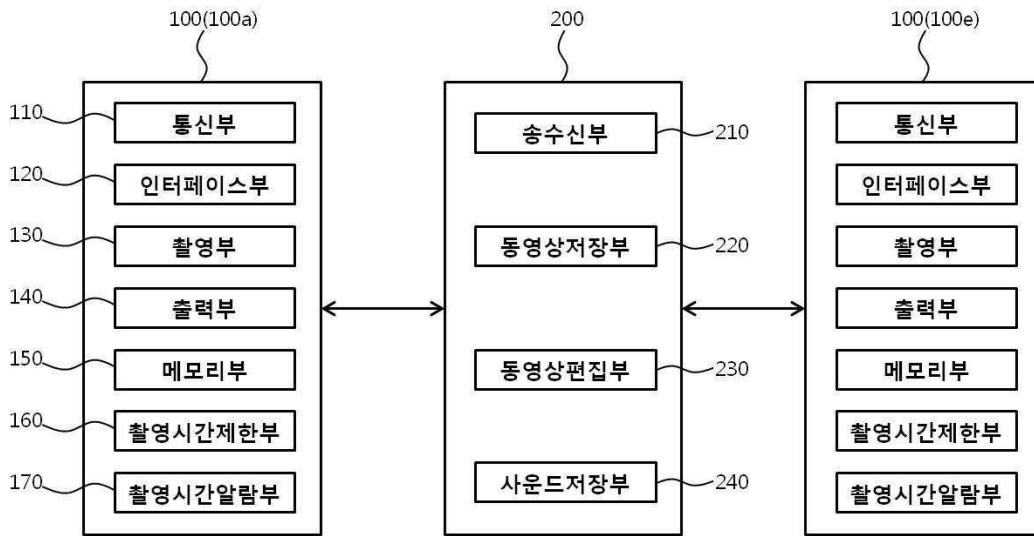 100(100a)
200
100(100e)
110
통신부
120
인터페이스부
130
촬영부
140
출력부
150
메모리부
160
촬영시간제한부
170
촬영시간알람부
송수신부
210
동영상저장부
220
동영상편집부
230
사운드저장부
240
통신부
인터페이스부
촬영부
출력부
메모리부
촬영시간제한부
촬영시간알람부